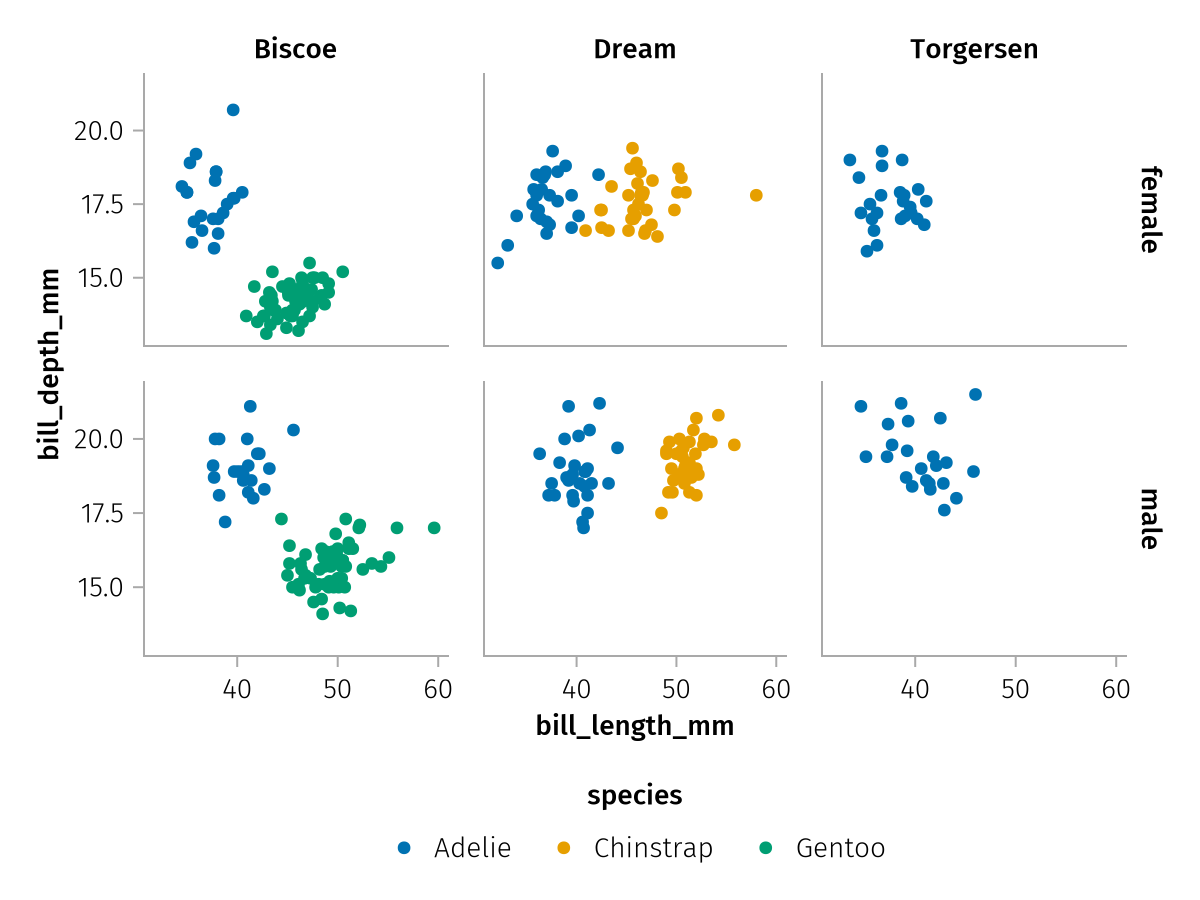 Biscoe Dream Torgersen
20.0
17.5
15.0
female
bill_depth_mm
20.0
17.5
15.0
male
40 50 60 40 50 60 40 50 60
bill_length_mm
species
Adelie Chinstrap Gentoo